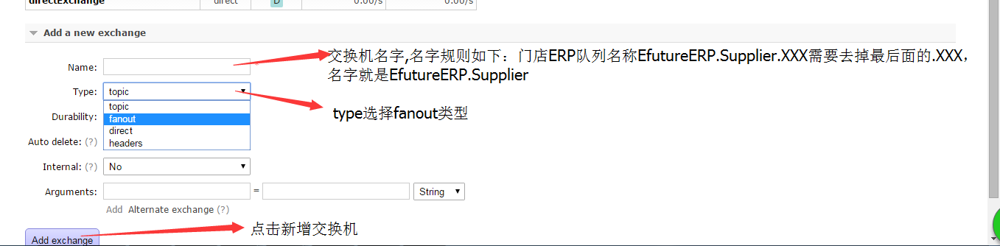 directExchange direct D 0.00/s 0.00/s
Add a new exchange
Name: * 交换机名字,名字规则如下：门店ERP队列名称EfutureERP.Supplier.XXX需要去掉最后面的.XXX，
名字就是EfutureERP.Supplier
Type: topic
topic
type选择fanout类型
Durability: fanout
direct
Auto delete: (?) headers
Internal: (?) No
Arguments: = String
Add Alternate exchange (?)
点击新增交换机
Add exchange